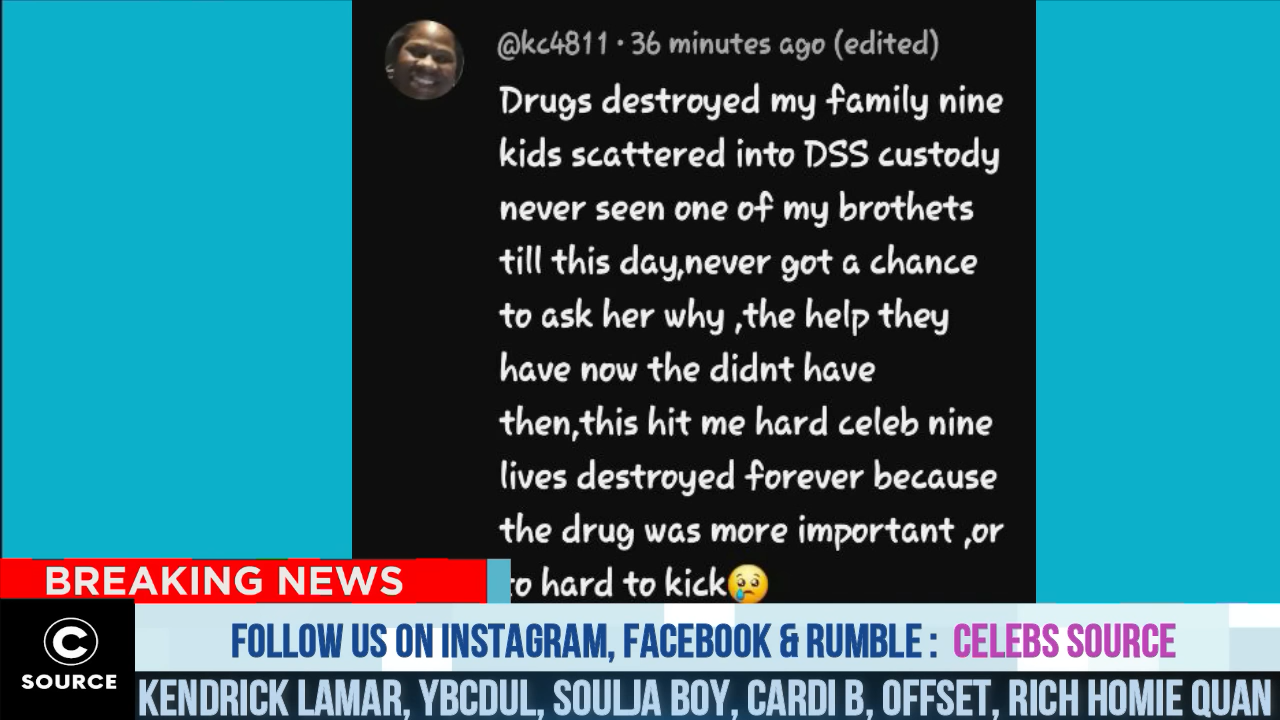 @kc4811 · 36 minutes ago (edited)
Drugs destroyed my family nine
kids scattered into DSS custody
never seen one of my brothets
till this day,never got a chance
to ask her why ,the help they
have now the didnt have
then,this hit me hard celeb nine
lives destroyed forever because
the drug was more important ,or
to hard to kick😢
BREAKING NEWS
C
SOURCE
FOLLOW US ON INSTAGRAM, FACEBOOK & RUMBLE : CELEBS SOURCE
KENDRICK LAMAR, YBCDUL, SOULJA BOY, CARDI B, OFFSET, RICH HOMIE QUAN